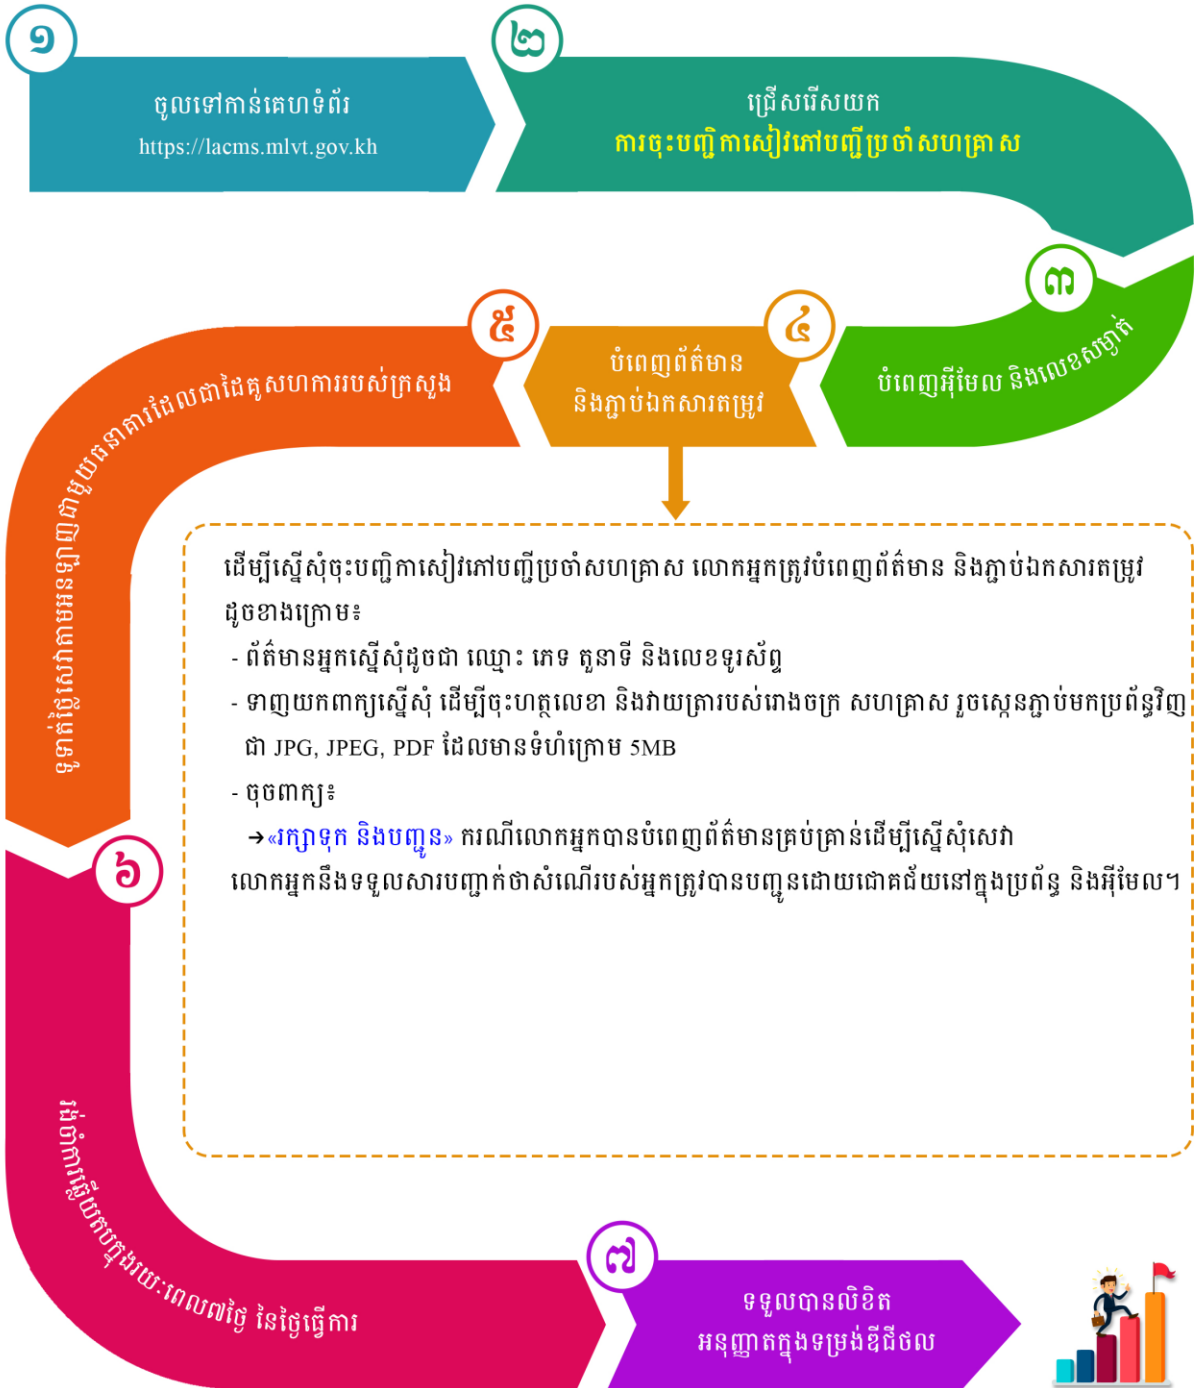 ១
ចូលទៅកាន់គេហទំព័រ
https://lacms.mlvt.gov.kh
២
ជ្រើសរើសយក
ការចុះបញ្ជិកាសៀវភៅបញ្ជីប្រចាំសហគ្រាស
៣
បំពេញអ៊ីមែល និងលេខសម្ងាត់
៤
បំពេញព័ត៌មាន
និងភ្ជាប់ឯកសារតម្រូវ
ដើម្បីស្នើសុំចុះបញ្ជិកាសៀវភៅបញ្ជីប្រចាំសហគ្រាស លោកអ្នកត្រូវបំពេញព័ត៌មាន និងភ្ជាប់ឯកសារតម្រូវ
ដូចខាងក្រោម៖
- ព័ត៌មានអ្នកស្នើសុំដូចជា ឈ្មោះ ភេទ តួនាទី និងលេខទូរស័ព្ទ
- ទាញយកពាក្យស្នើសុំ ដើម្បីចុះហត្ថលេខា និងវាយត្រារបស់រោងចក្រ សហគ្រាស រួចស្កេនភ្ជាប់មកប្រព័ន្ធវិញ
ជា JPG, JPEG, PDF ដែលមានទំហំក្រោម 5MB
- ចុចពាក្យ៖
➔«រក្សាទុក និងបញ្ជូន» ករណីលោកអ្នកបានបំពេញព័ត៌មានគ្រប់គ្រាន់ដើម្បីស្នើសុំសេវា
លោកអ្នកនឹងទទួលសារបញ្ជាក់ថាសំណើរបស់អ្នកត្រូវបានបញ្ជូនដោយជោគជ័យនៅក្នុងប្រព័ន្ធ និងអ៊ីមែល។
៥
ទូទាត់ថ្លៃសេវាតាមអនឡាញជាមួយធនាគារដែលជាដៃគូសហការរបស់ក្រសួង
៦
រង់ចាំការឆ្លើយតបក្នុងរយៈពេល៧ថ្ងៃ នៃថ្ងៃធ្វើការ
៧
ទទួលបានលិខិត
អនុញ្ញាតក្នុងទម្រង់ឌីជីថល